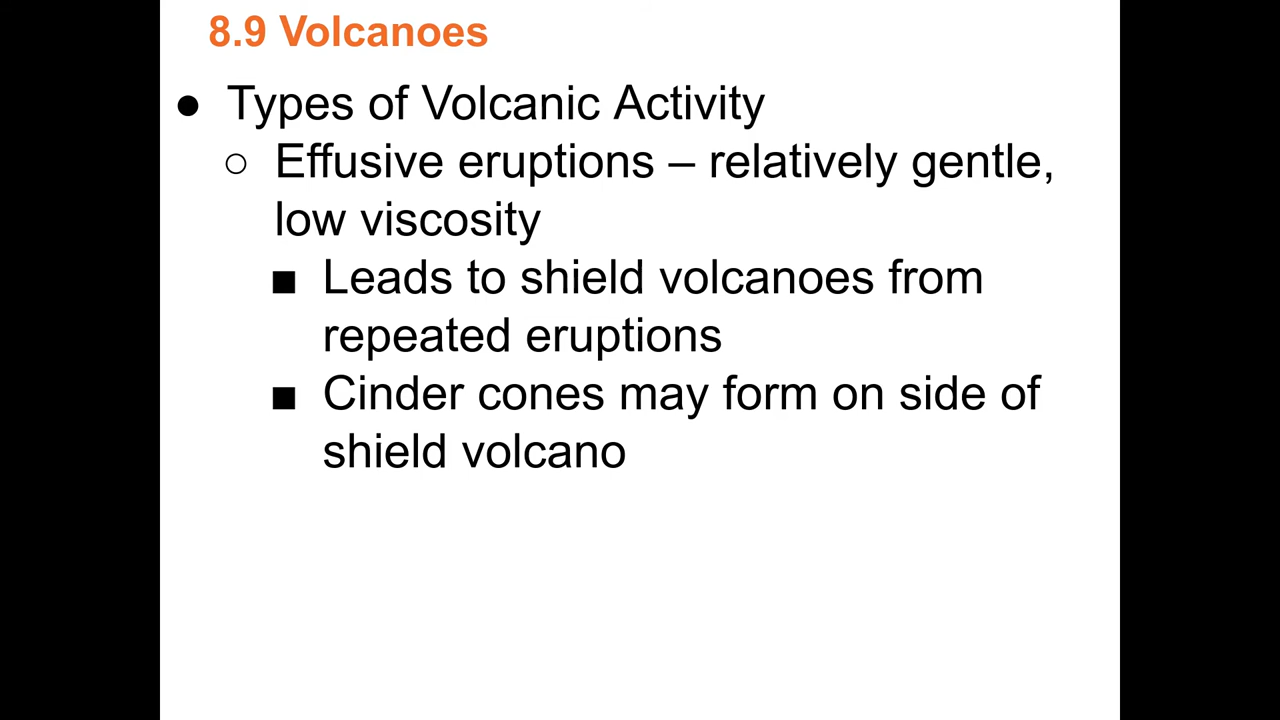 8.9 Volcanoes
● Types of Volcanic Activity
○ Effusive eruptions – relatively gentle,
low viscosity
■ Leads to shield volcanoes from
repeated eruptions
■ Cinder cones may form on side of
shield volcano